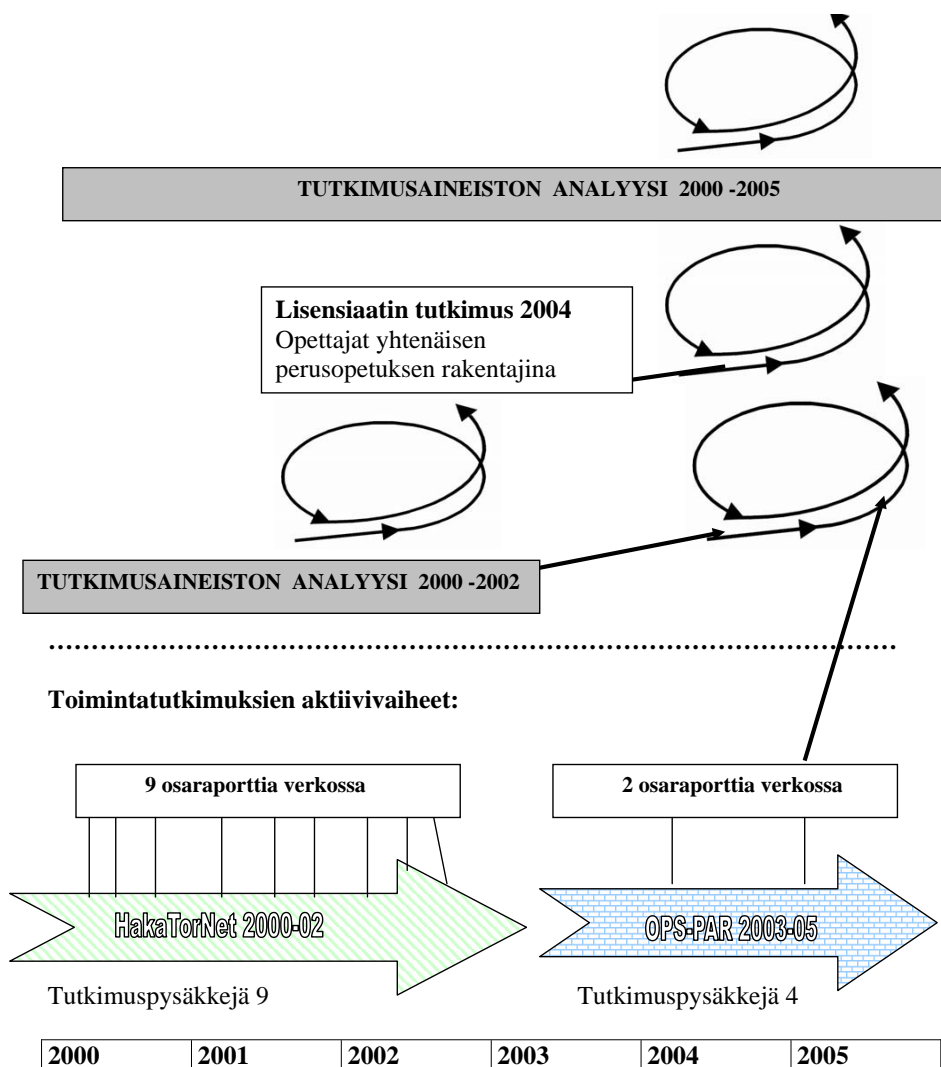 TUTKIMUSAINEISTON ANALYYSI 2000 -2005
Lisensiaatin tutkimus 2004
Opettajat yhtenäisen
perusopetuksen rakentajina
TUTKIMUSAINEISTON ANALYYSI 2000 -2002
Toimintatutkimuksien aktiivivaiheet:
9 osaraporttia verkossa
2 osaraporttia verkossa
HakaTorNet 2000-02
OPS-PAR 2003-05
Tutkimuspysäkkejä 9
Tutkimuspysäkkejä 4
2000 2001 2002 2003 2004 2005